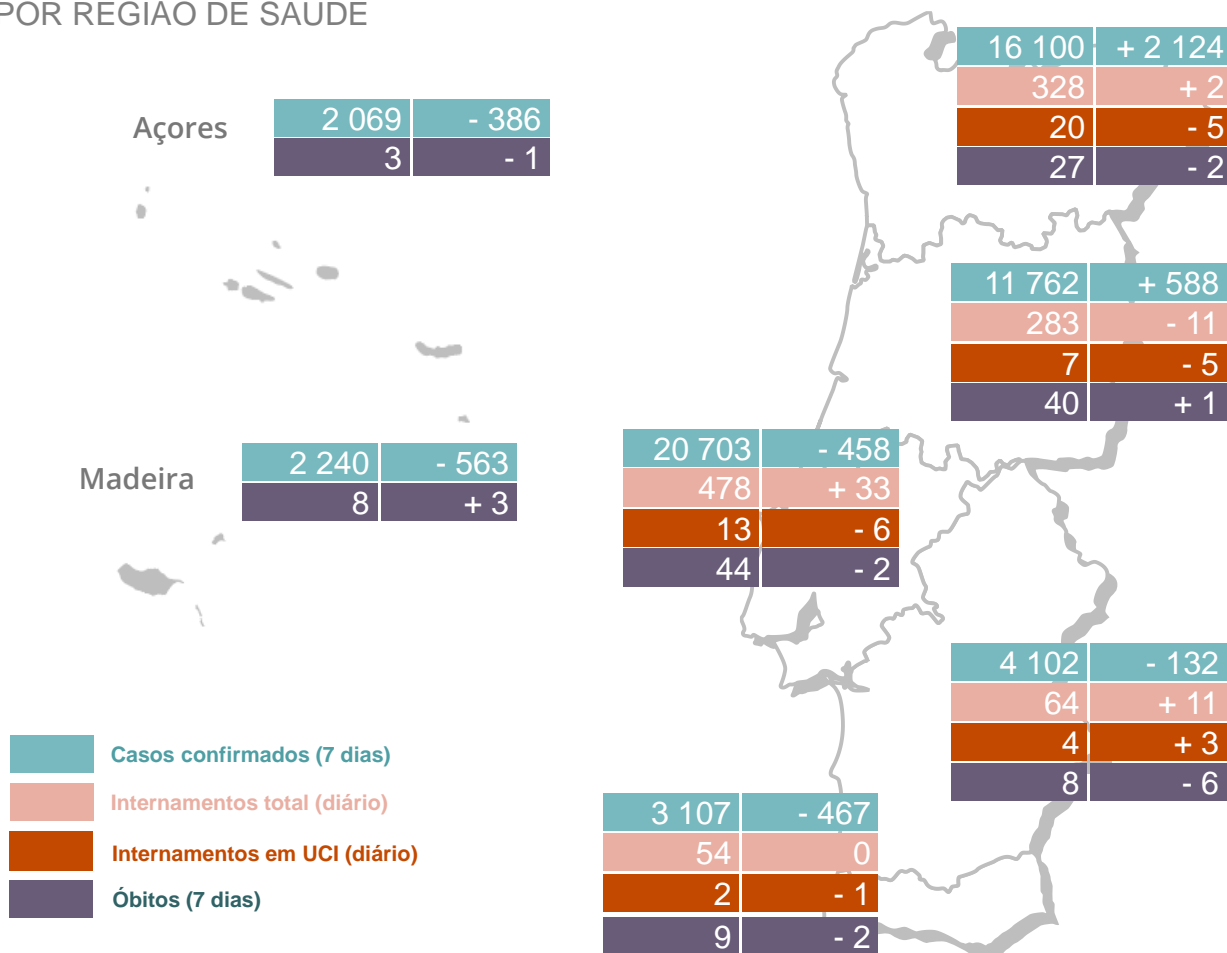 POR REGIÃO DE SAÚDE
Açores
2 069 - 386
3 - 1
Madeira
2 240 - 563
8 + 3
16 100 + 2 124
328 + 2
20 - 5
27 - 2
11 762 + 588
283 - 11
7 - 5
40 + 1
20 703 - 458
478 + 33
13 - 6
44 - 2
4 102 - 132
64 + 11
4 + 3
8 - 6
3 107 - 467
54 0
2 - 1
9 - 2
Casos confirmados (7 dias)
Internamentos total (diário)
Internamentos em UCI (diário)
Óbitos (7 dias)